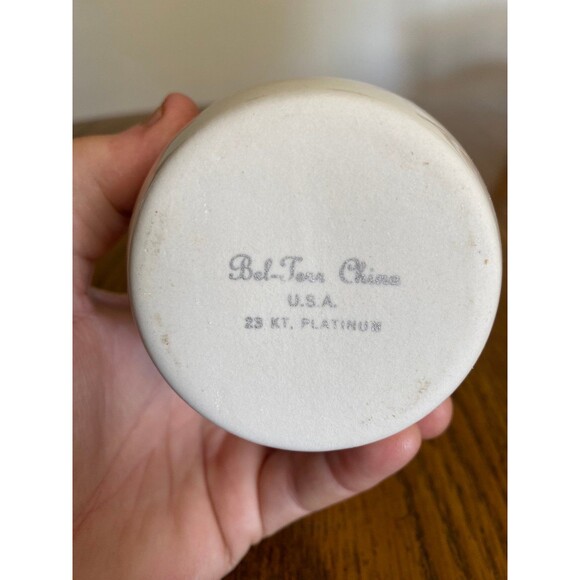 Bel-Terr China
U.S.A.
23 KT. PLATINUM